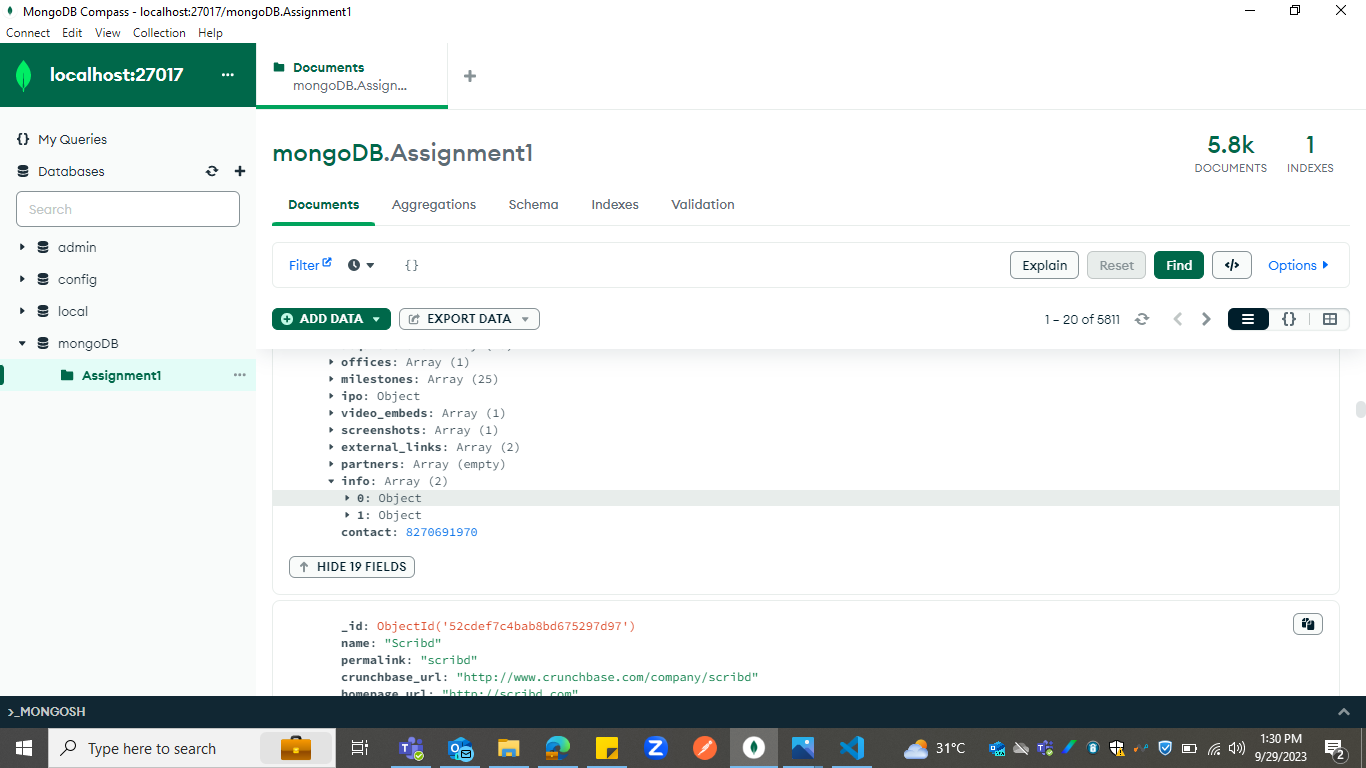 MongoDB Compass - localhost:27017/mongoDB.Assignment1
Connect Edit View Collection Help
localhost:27017 ...
Documents
mongoDB.Assign...
My Queries
Databases
Search
admin
config
local
mongoDB
Assignment1 ...
mongoDB.Assignment1
5.8k
DOCUMENTS
1
INDEXES
Documents Aggregations Schema Indexes Validation
Filter {} Explain Reset Find </> Options
ADD DATA EXPORT DATA 1 – 20 of 5811 {}
offices: Array (1)
milestones: Array (25)
ipo: Object
video_embeds: Array (1)
screenshots: Array (1)
external_links: Array (2)
partners: Array (empty)
info: Array (2)
0: Object
1: Object
contact: 8270691970
HIDE 19 FIELDS
_id: ObjectId('52cdef7c4bab8bd675297d97')
name: "Scribd"
permalink: "scribd"
crunchbase_url: "http://www.crunchbase.com/company/scribd"
homepage_url: "http://scribd.com"
>_MONGOSH
Type here to search
31°C
1:30 PM
9/29/2023
2